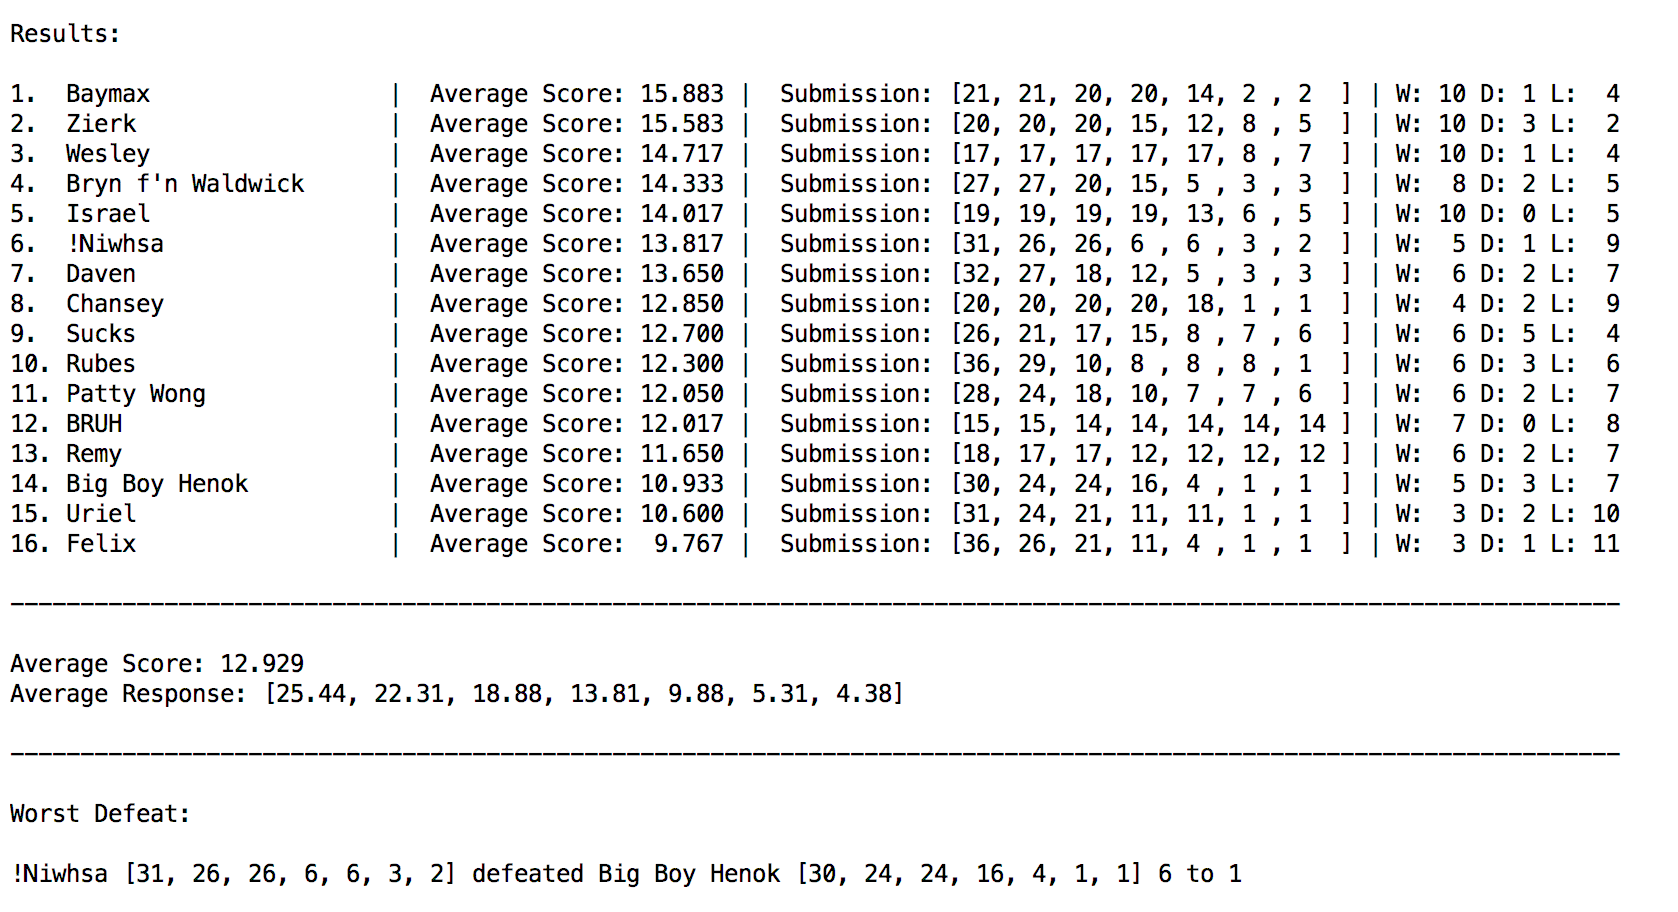 Results:
1. Baymax | Average Score: 15.883 | Submission: [21, 21, 20, 20, 14, 2 , 2 ] | W: 10 D: 1 L: 4
2. Zierk | Average Score: 15.583 | Submission: [20, 20, 20, 15, 12, 8 , 5 ] | W: 10 D: 3 L: 2
3. Wesley | Average Score: 14.717 | Submission: [17, 17, 17, 17, 17, 8 , 7 ] | W: 10 D: 1 L: 4
4. Bryn f'n Waldwick | Average Score: 14.333 | Submission: [27, 27, 20, 15, 5 , 3 , 3 ] | W: 8 D: 2 L: 5
5. Israel | Average Score: 14.017 | Submission: [19, 19, 19, 19, 13, 6 , 5 ] | W: 10 D: 0 L: 5
6. !Niwhsa | Average Score: 13.817 | Submission: [31, 26, 26, 6 , 6 , 3 , 2 ] | W: 5 D: 1 L: 9
7. Daven | Average Score: 13.650 | Submission: [32, 27, 18, 12, 5 , 3 , 3 ] | W: 6 D: 2 L: 7
8. Chansey | Average Score: 12.850 | Submission: [20, 20, 20, 20, 18, 1 , 1 ] | W: 4 D: 2 L: 9
9. Sucks | Average Score: 12.700 | Submission: [26, 21, 17, 15, 8 , 7 , 6 ] | W: 6 D: 5 L: 4
10. Rubes | Average Score: 12.300 | Submission: [36, 29, 10, 8 , 8 , 8 , 1 ] | W: 6 D: 3 L: 6
11. Patty Wong | Average Score: 12.050 | Submission: [28, 24, 18, 10, 7 , 7 , 6 ] | W: 6 D: 2 L: 7
12. BRUH | Average Score: 12.017 | Submission: [15, 15, 14, 14, 14, 14, 14 ] | W: 7 D: 0 L: 8
13. Remy | Average Score: 11.650 | Submission: [18, 17, 17, 12, 12, 12, 12 ] | W: 6 D: 2 L: 7
14. Big Boy Henok | Average Score: 10.933 | Submission: [30, 24, 24, 16, 4 , 1 , 1 ] | W: 5 D: 3 L: 7
15. Uriel | Average Score: 10.600 | Submission: [31, 24, 21, 11, 11, 1 , 1 ] | W: 3 D: 2 L: 10
16. Felix | Average Score: 9.767 | Submission: [36, 26, 21, 11, 4 , 1 , 1 ] | W: 3 D: 1 L: 11
Average Score: 12.929
Average Response: [25.44, 22.31, 18.88, 13.81, 9.88, 5.31, 4.38]
Worst Defeat:
!Niwhsa [31, 26, 26, 6, 6, 3, 2] defeated Big Boy Henok [30, 24, 24, 16, 4, 1, 1] 6 to 1